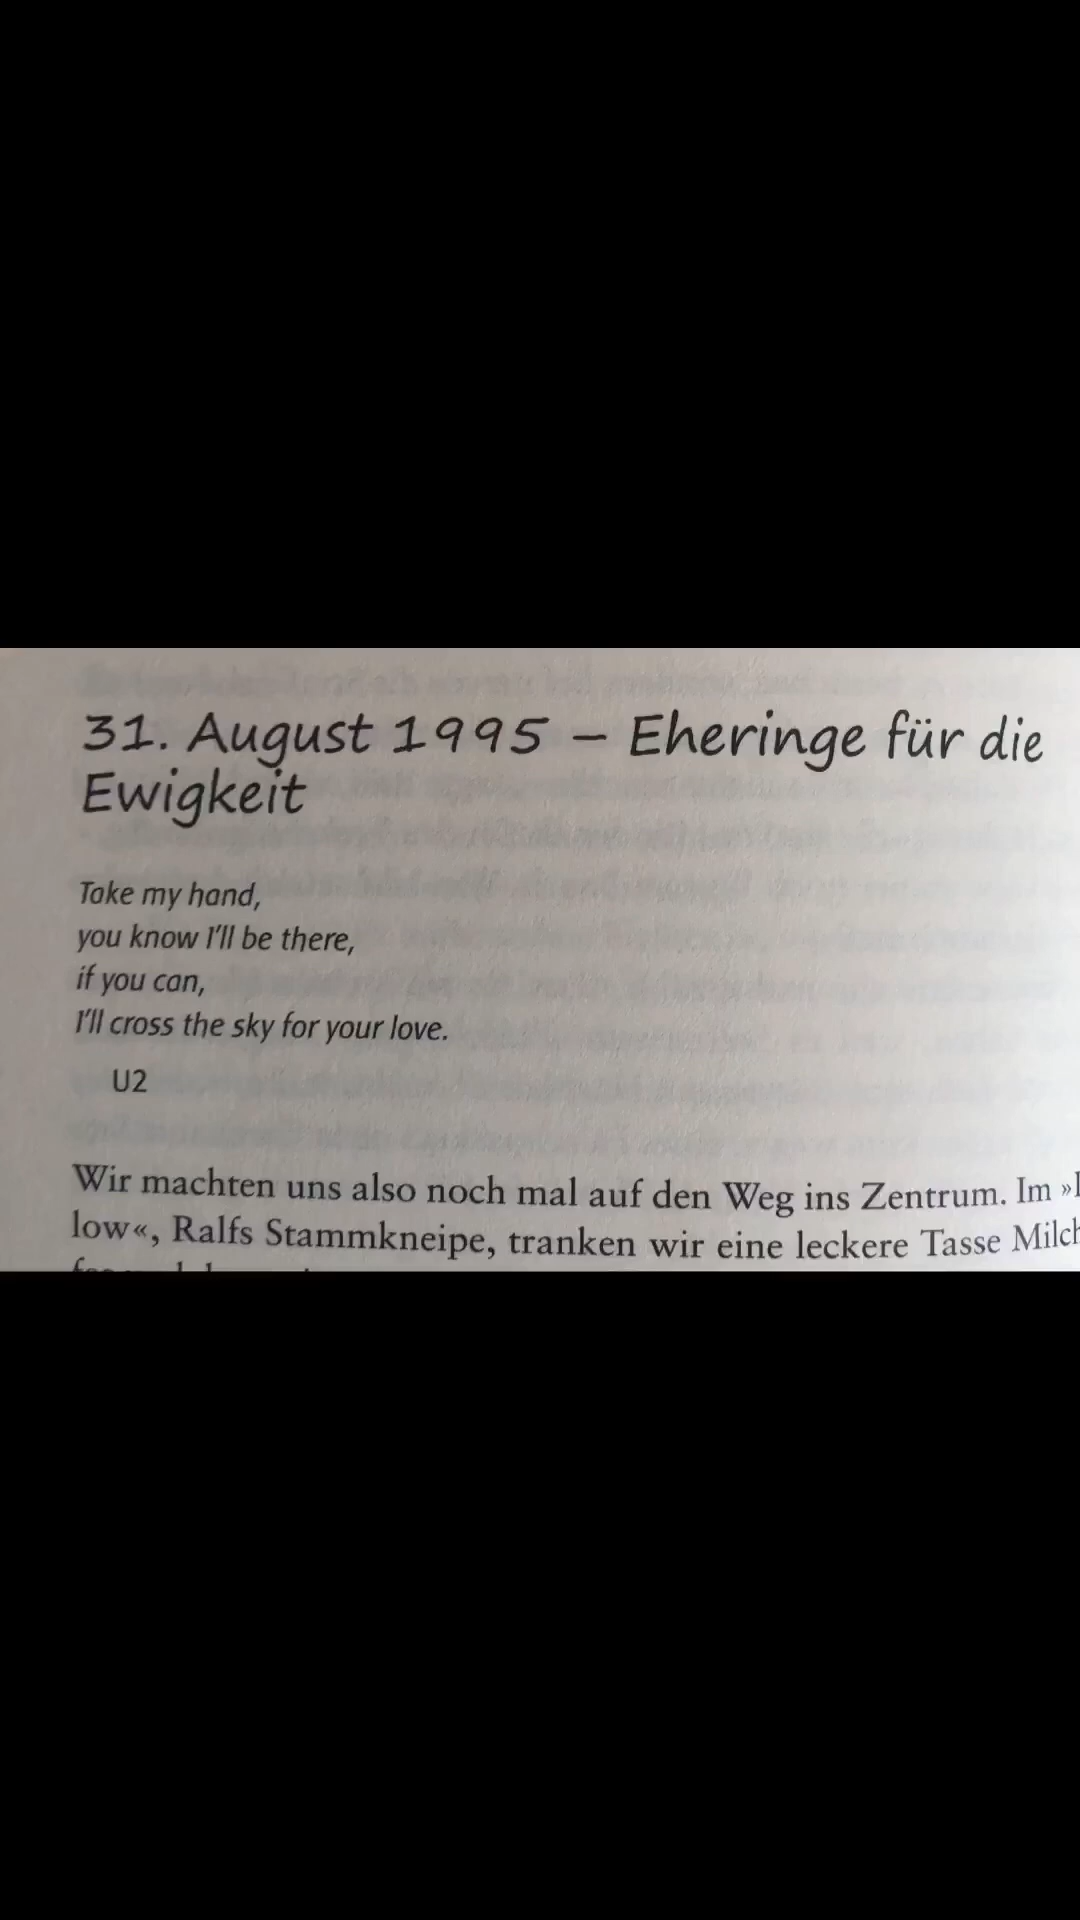 31. August 1995 – Eheringe für die
Ewigkeit
Take my hand,
you know I'll be there,
if you can,
I'll cross the sky for your love.
U2
Wir machten uns also noch mal auf den Weg ins Zentrum. Im
low«, Ralfs Stammkneipe, tranken wir eine leckere Tasse Milch